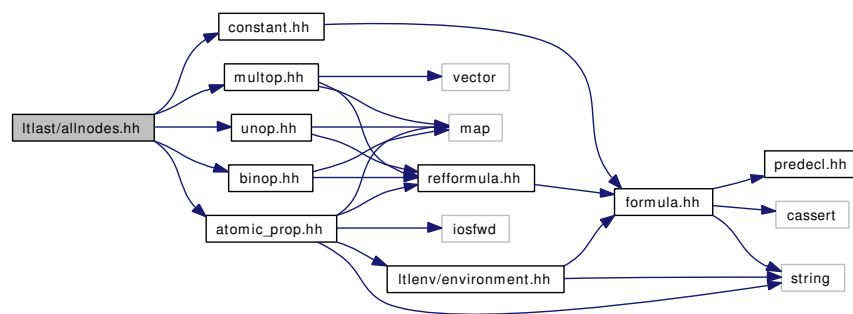 ltlast/allnodes.hh
constant.hh
multop.hh
unop.hh
binop.hh
atomic_prop.hh
vector
map
refformula.hh
iosfwd
ltlenv/environment.hh
formula.hh
predecl.hh
cassert
string